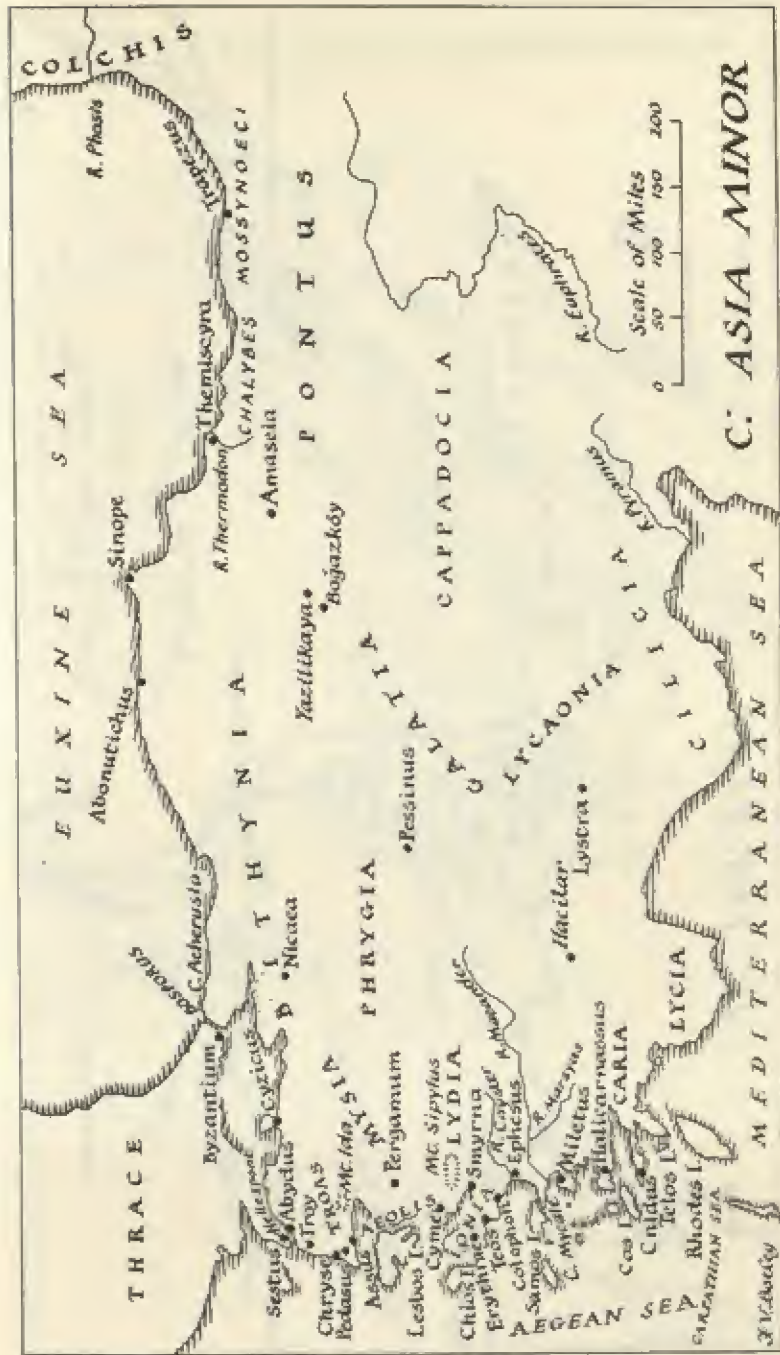 COLCHIS
R. Phasis
EUXINE SEA
Trapezus
MOSSYNOECI
CHALYBES
Themiscyra
R. Thermodon
Amaseia
PONTUS
Sinope
Abonutichus
Yazilikaya
Boğazköy
BITHYNIA
C. Acherusia
BOSPORUS
Nicaea
Byzantium
Cyzicus
THRACE
Hellespont
Sestus
Abydus
Troy
TROAS
Mt. Ida
MYSIA
Chryse
Pedasus
Assus
Pergamum
PHRYGIA
Pessinus
GALATIA
CAPPADOCIA
R. Euphrates
LYCAONIA
Lesbos I.
Cyme
Mt. Sipylus
LYDIA
Smyrna
Chios I.
IONIA
Erythrae
Teos
Colophon
R. Cayster
Ephesus
R. Maeander
R. Marsyas
Samos I.
C. Mycale
Miletus
Hacilar
Lystra
Halicarnassus
CARIA
Cos I.
Cnidus
Telos I.
Rhodes I.
LYCIA
CILICIA
R. Pyramus
AEGEAN SEA
CARPATHIAN SEA
MEDITERRANEAN SEA
Scale of Miles
0 50 100 150 200
C: ASIA MINOR